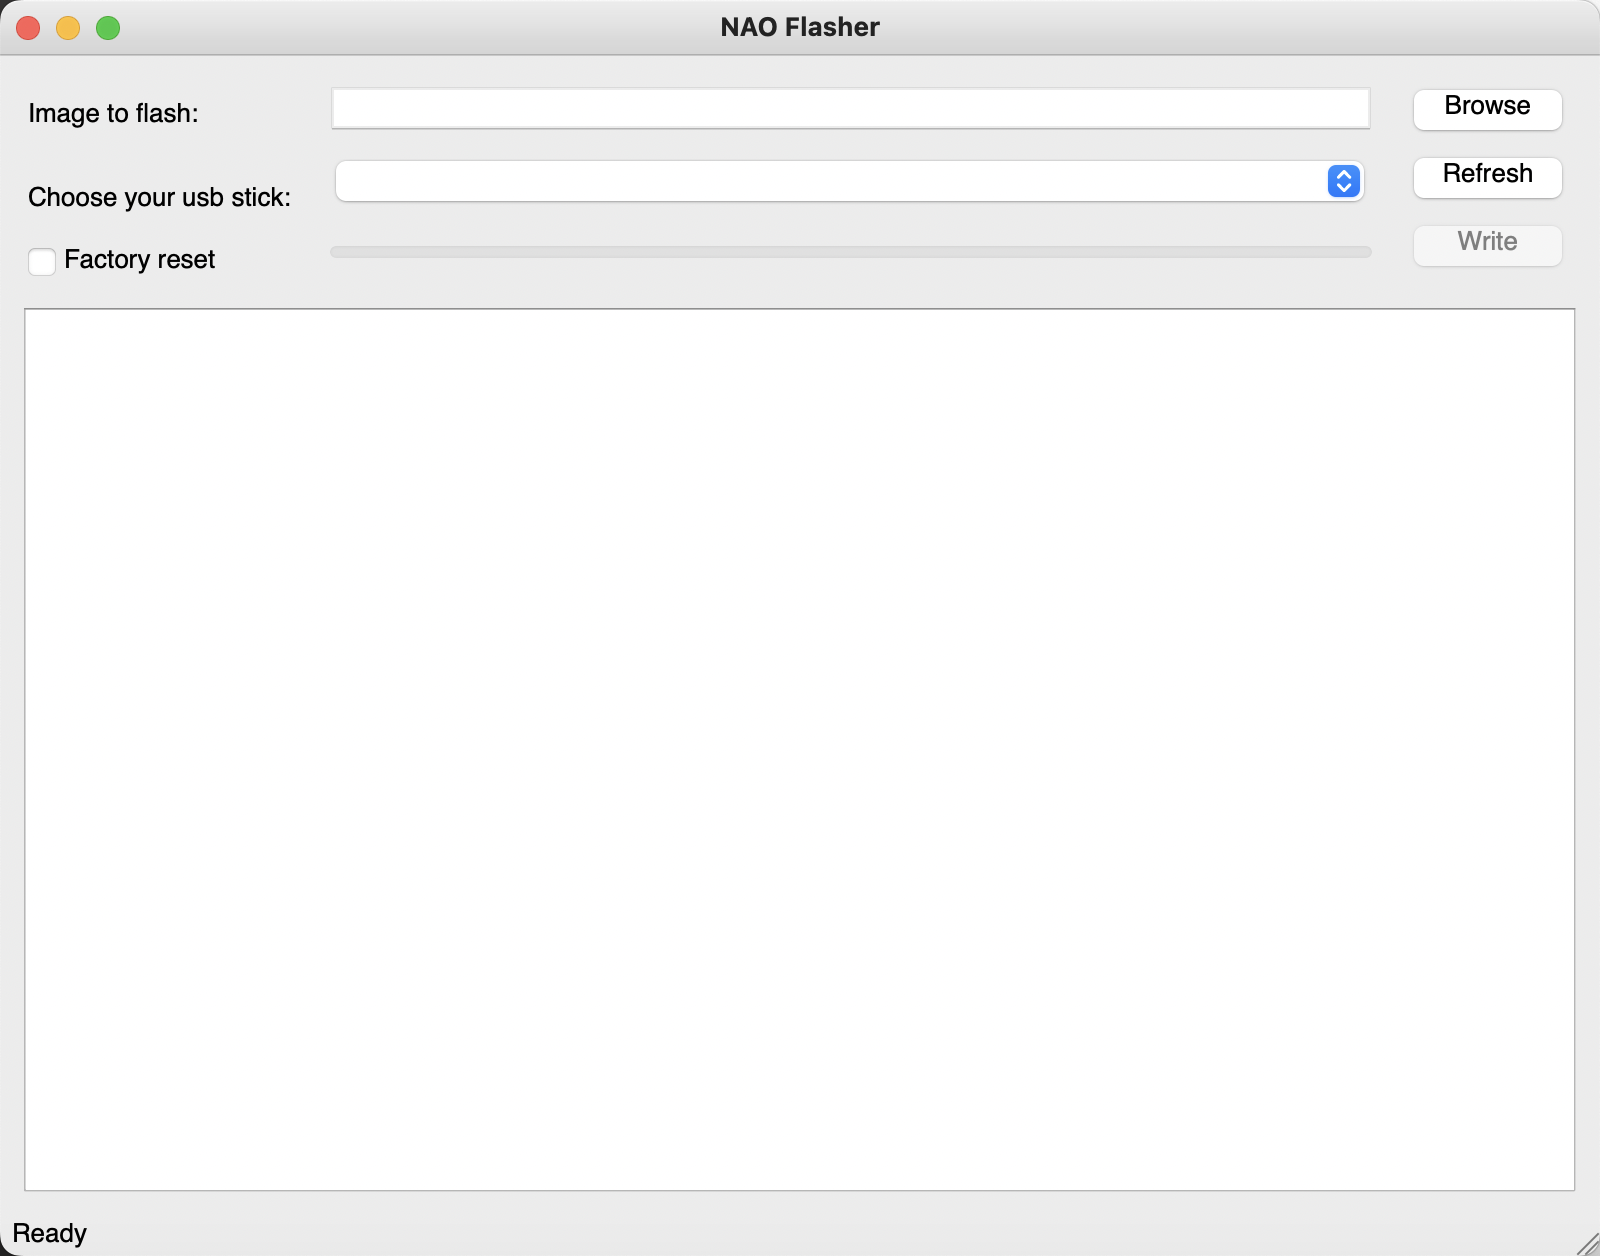 NAO Flasher
Image to flash:
Browse
Choose your usb stick:
Refresh
Factory reset
Write
Ready